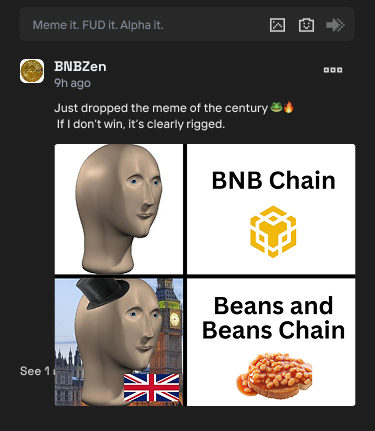 Meme it. FUD it. Alpha it.
BNBZen
9h ago
Just dropped the meme of the century 🐸🔥
If I don't win, it's clearly rigged.
BNB Chain
Beans and
Beans Chain
See 1